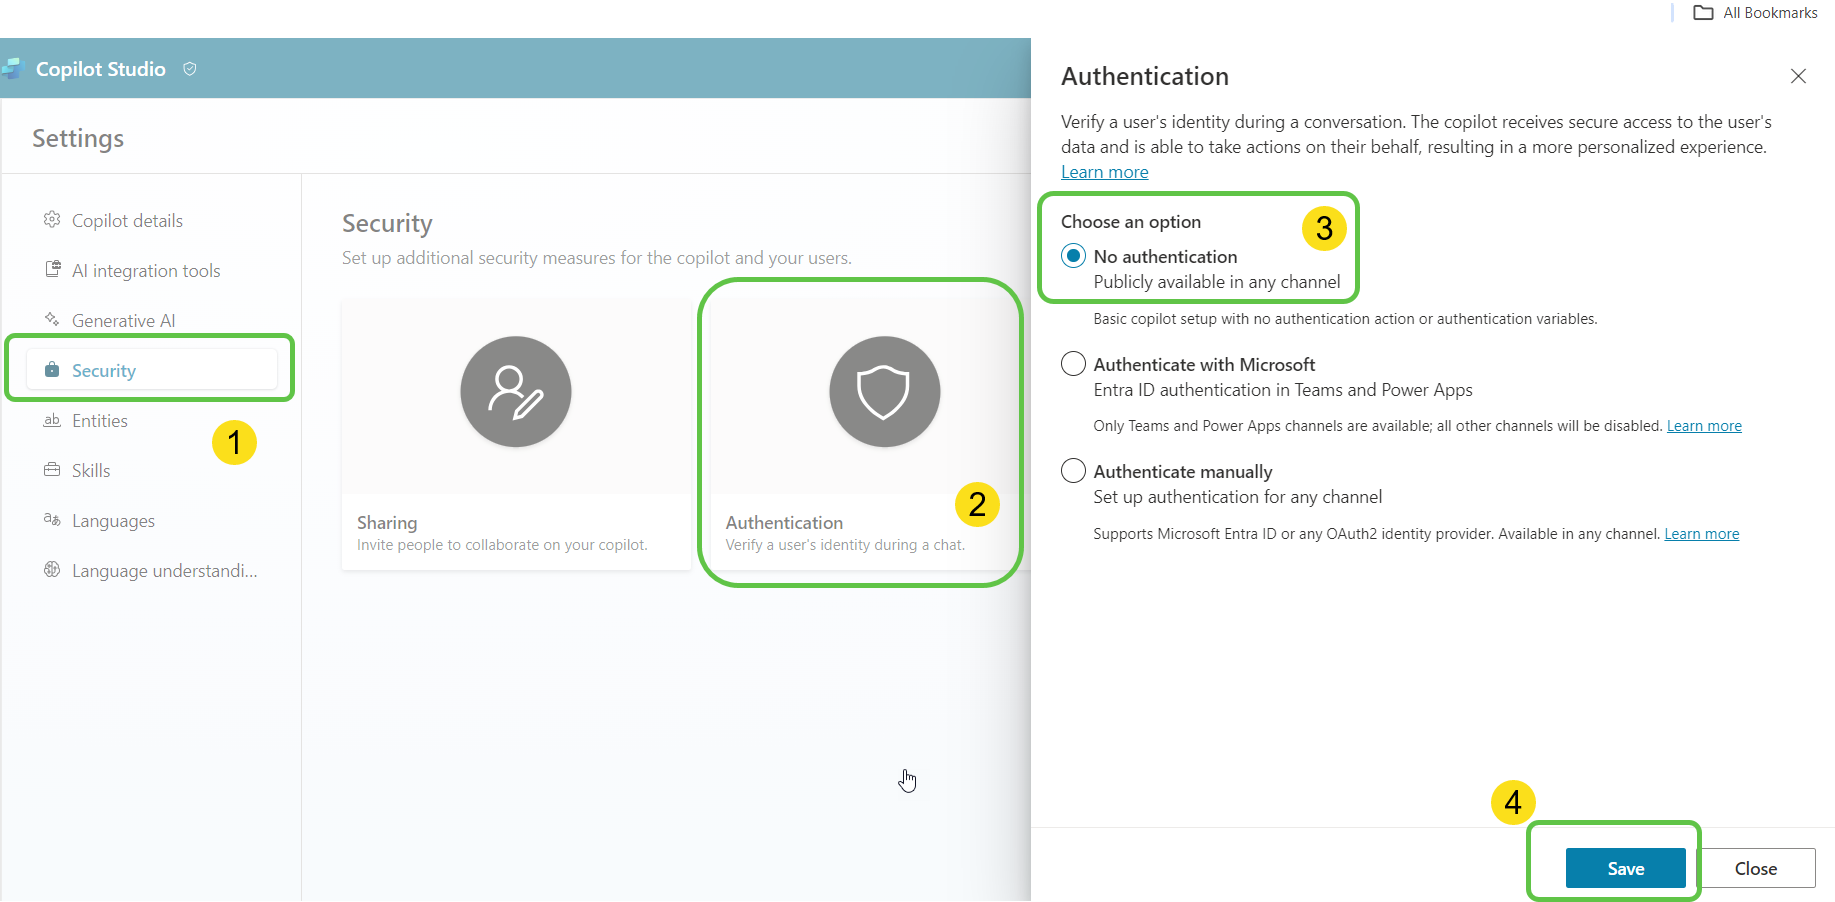 All Bookmarks
Copilot Studio
Settings
Copilot details
AI integration tools
Generative AI
Security
Entities
1
Skills
Languages
Language understandi...
Security
Set up additional security measures for the copilot and your users.
Sharing
Invite people to collaborate on your copilot.
2
Authentication
Verify a user's identity during a chat.
Authentication
Verify a user's identity during a conversation. The copilot receives secure access to the user's
data and is able to take actions on their behalf, resulting in a more personalized experience.
Learn more
Choose an option
3
No authentication
Publicly available in any channel
Basic copilot setup with no authentication action or authentication variables.
Authenticate with Microsoft
Entra ID authentication in Teams and Power Apps
Only Teams and Power Apps channels are available; all other channels will be disabled. Learn more
Authenticate manually
Set up authentication for any channel
Supports Microsoft Entra ID or any OAuth2 identity provider. Available in any channel. Learn more
4
Save
Close